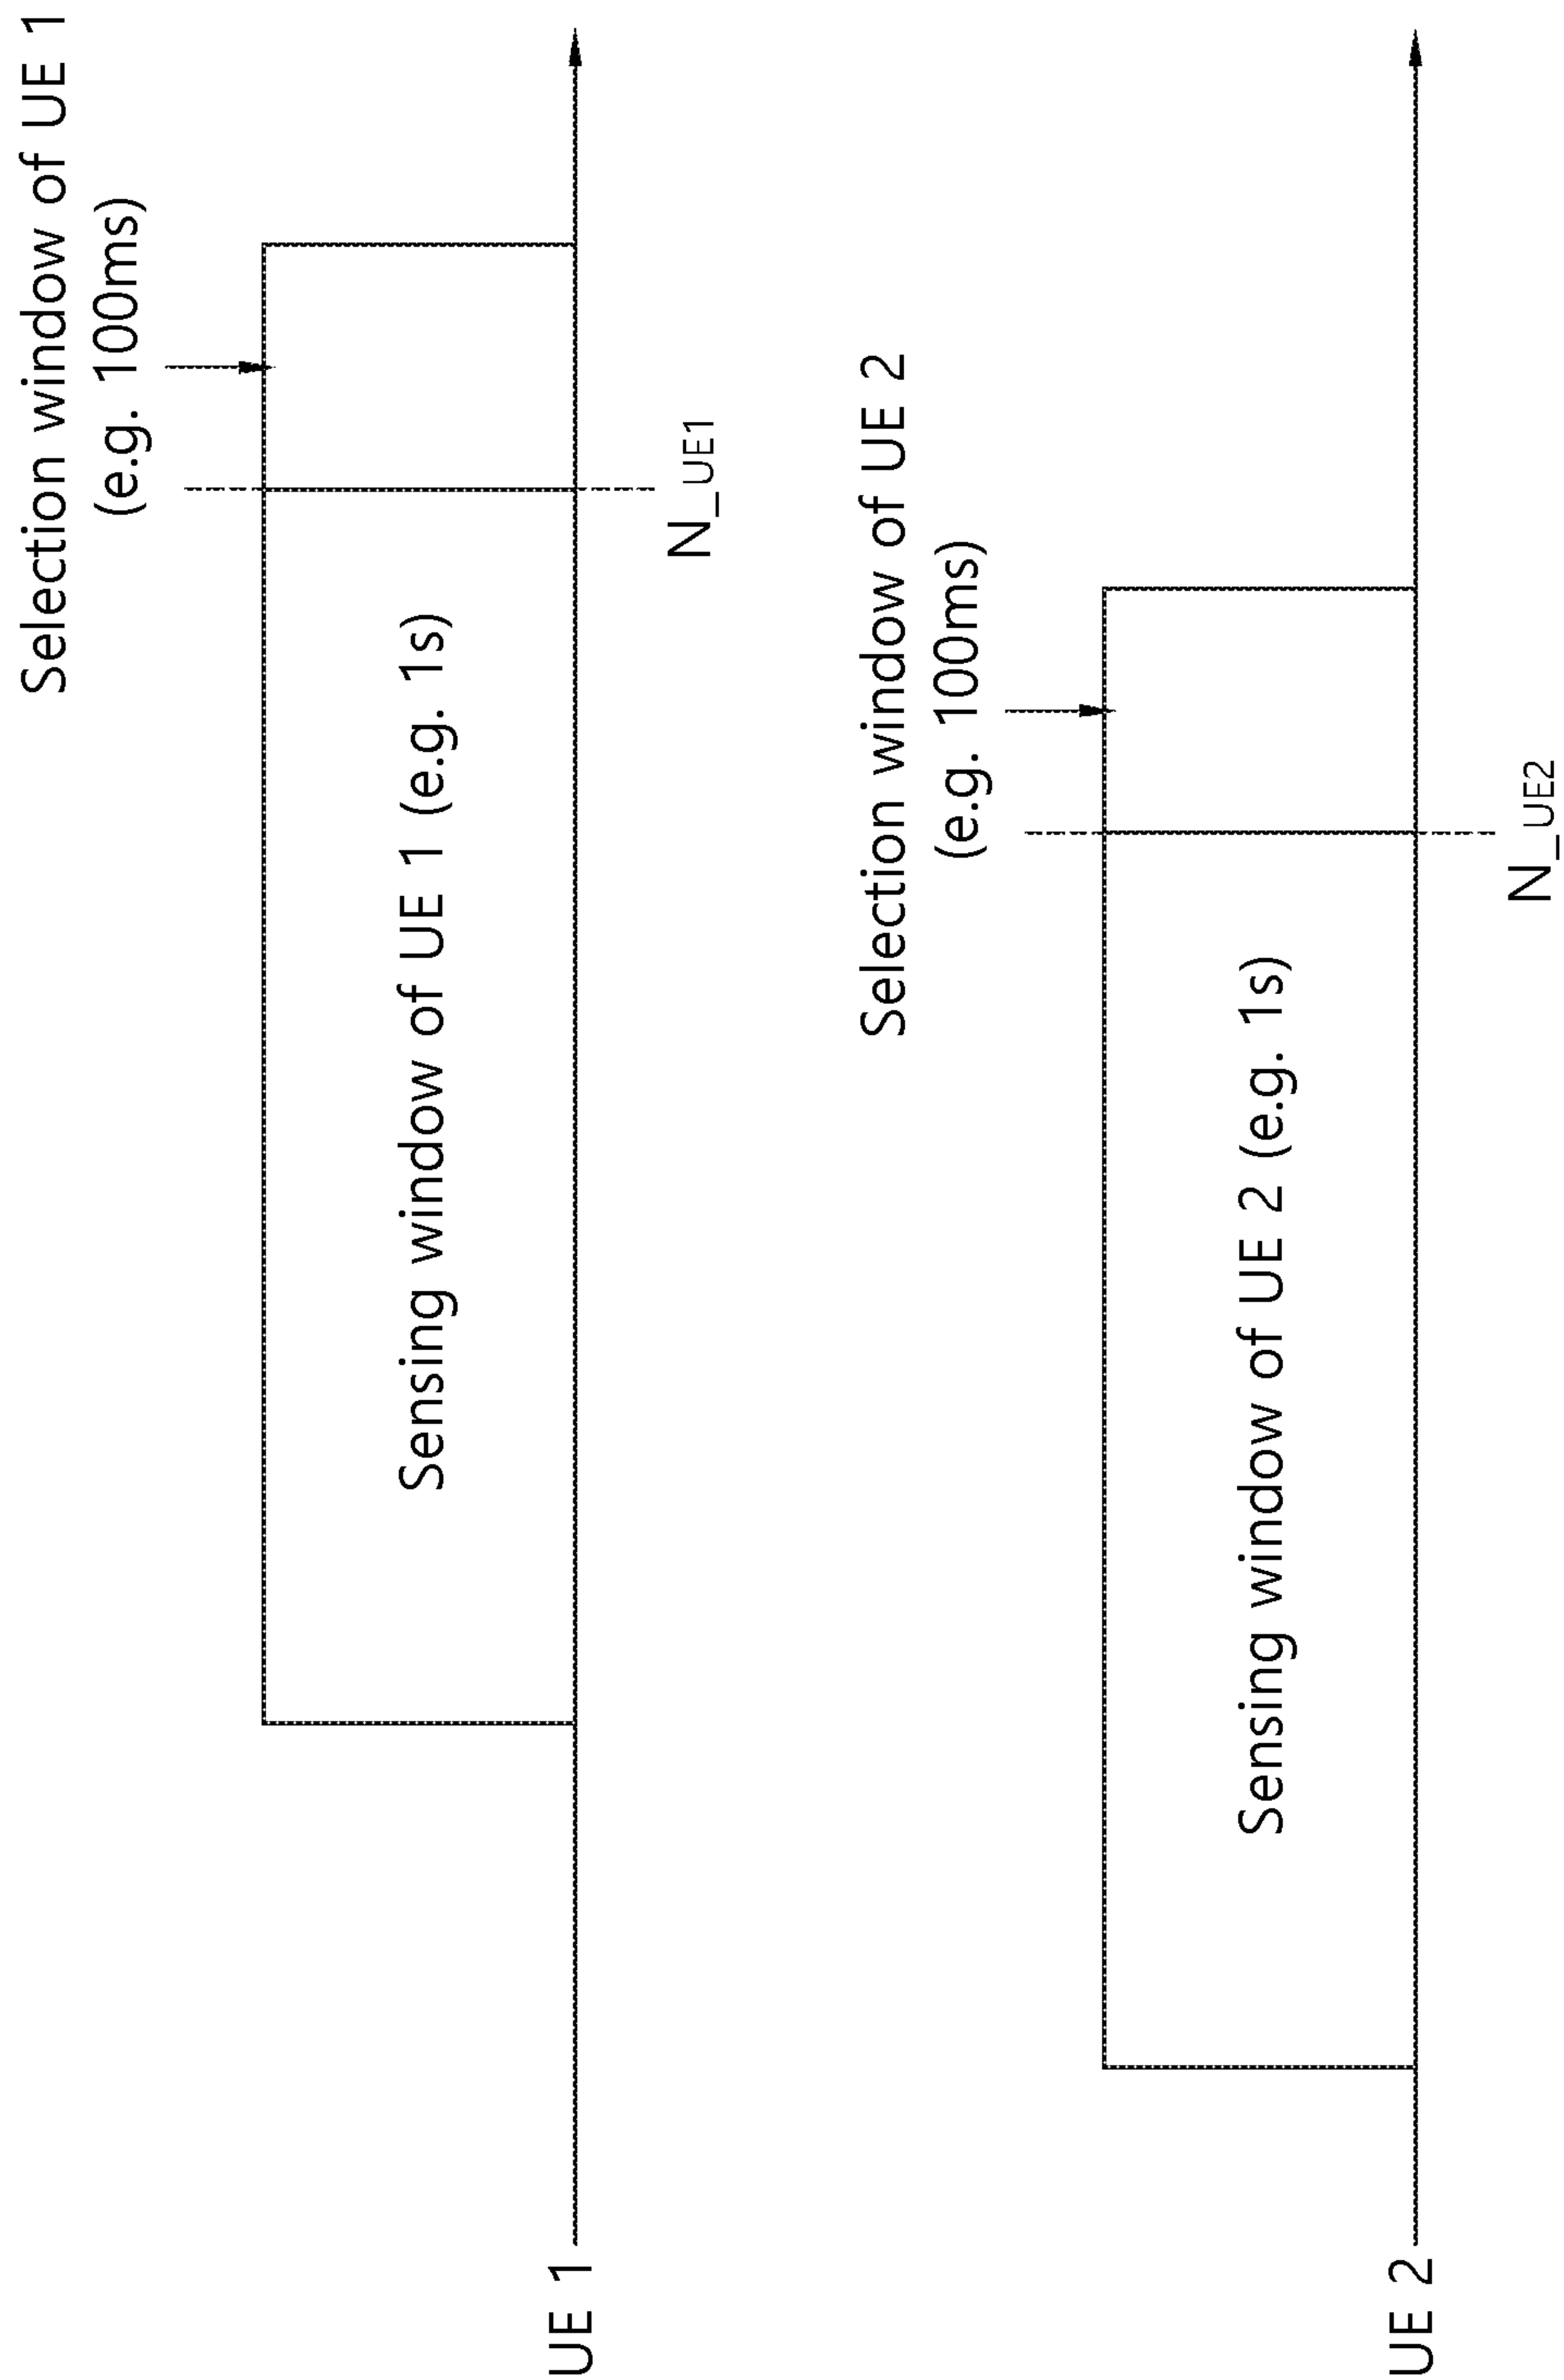 Selection window of UE 1
(e.g. 100ms)
Sensing window of UE 1 (e.g. 1s)
UE 1
N_UE1
Selection window of UE 2
(e.g. 100ms)
Sensing window of UE 2 (e.g. 1s)
UE 2
N_UE2